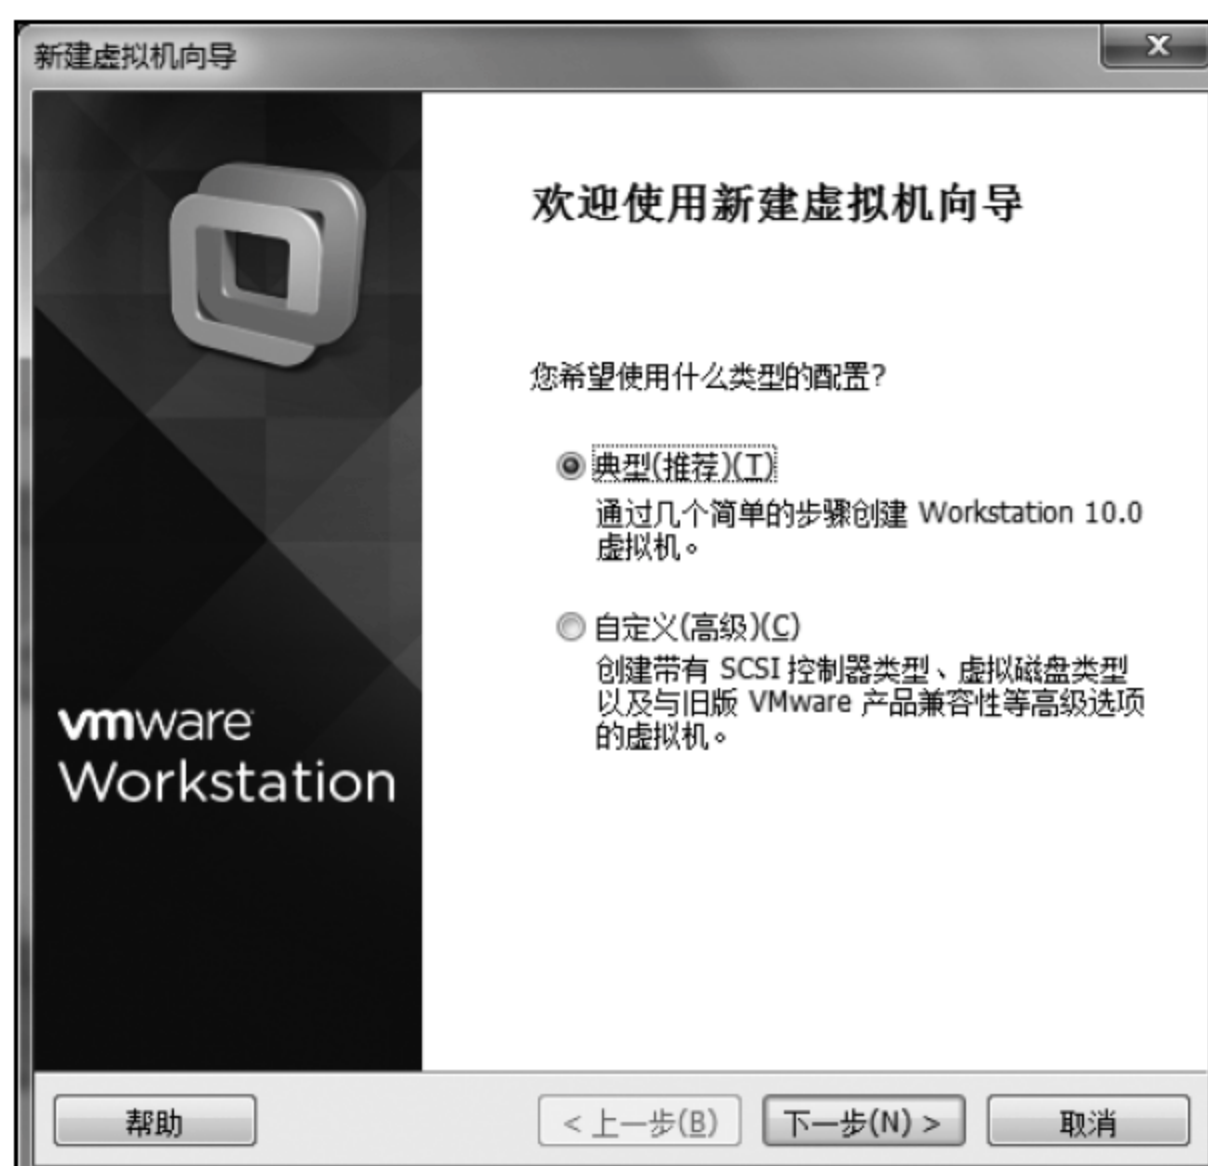 新建虚拟机向导
x
欢迎使用新建虚拟机向导
您希望使用什么类型的配置?
典型(推荐)(T)
通过几个简单的步骤创建 Workstation 10.0
虚拟机。
自定义(高级)(C)
创建带有 SCSI 控制器类型、虚拟磁盘类型
以及与旧版 VMware 产品兼容性等高级选项
的虚拟机。
vmware
Workstation
帮助
< 上一步(B)
下一步(N) >
取消